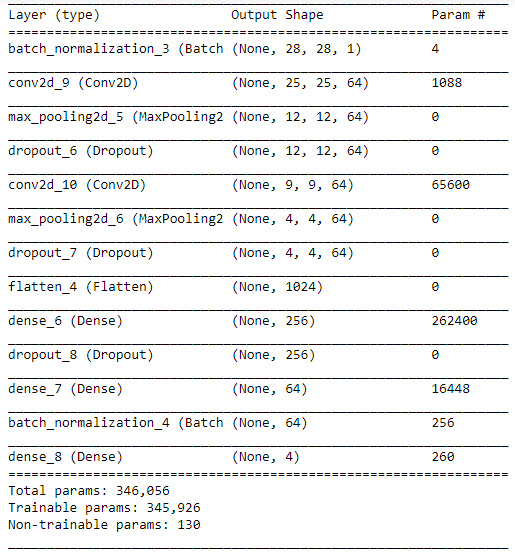 Layer (type) Output Shape Param #
batch_normalization_3 (Batch (None, 28, 28, 1) 4
conv2d_9 (Conv2D) (None, 25, 25, 64) 1088
max_pooling2d_5 (MaxPooling2 (None, 12, 12, 64) 0
dropout_6 (Dropout) (None, 12, 12, 64) 0
conv2d_10 (Conv2D) (None, 9, 9, 64) 65600
max_pooling2d_6 (MaxPooling2 (None, 4, 4, 64) 0
dropout_7 (Dropout) (None, 4, 4, 64) 0
flatten_4 (Flatten) (None, 1024) 0
dense_6 (Dense) (None, 256) 262400
dropout_8 (Dropout) (None, 256) 0
dense_7 (Dense) (None, 64) 16448
batch_normalization_4 (Batch (None, 64) 256
dense_8 (Dense) (None, 4) 260
Total params: 346,056
Trainable params: 345,926
Non-trainable params: 130